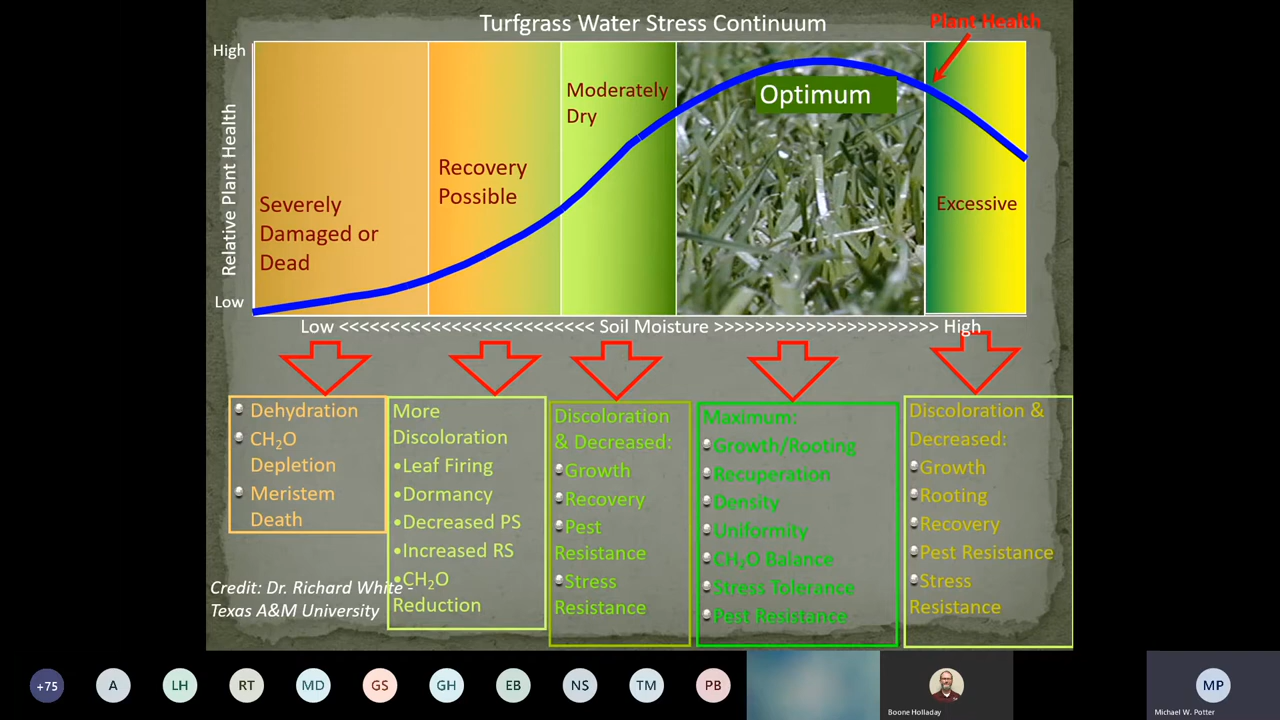 Turfgrass Water Stress Continuum
Plant Health
High
Relative Plant Health
Low
Severely
Damaged or
Dead
Recovery
Possible
Moderately
Dry
Optimum
Excessive
Low <<<<<<<<<<<<<<<<<<<<<<<<< Soil Moisture >>>>>>>>>>>>>>>>>>>>>> High
Dehydration
CH₂O
Depletion
Meristem
Death
More
Discoloration
•Leaf Firing
•Dormancy
•Decreased PS
•Increased RS
•CH₂O
Reduction
Discoloration
& Decreased:
Growth
Recovery
Pest
Resistance
Stress
Resistance
Maximum:
Growth/Rooting
Recuperation
Density
Uniformity
CH₂O Balance
Stress Tolerance
Pest Resistance
Discoloration &
Decreased:
Growth
Rooting
Recovery
Pest Resistance
Stress
Resistance
Credit: Dr. Richard White -
Texas A&M University
+75
A
LH
RT
MD
GS
GH
EB
NS
TM
PB
Boone Holladay
MP
Michael W. Potter